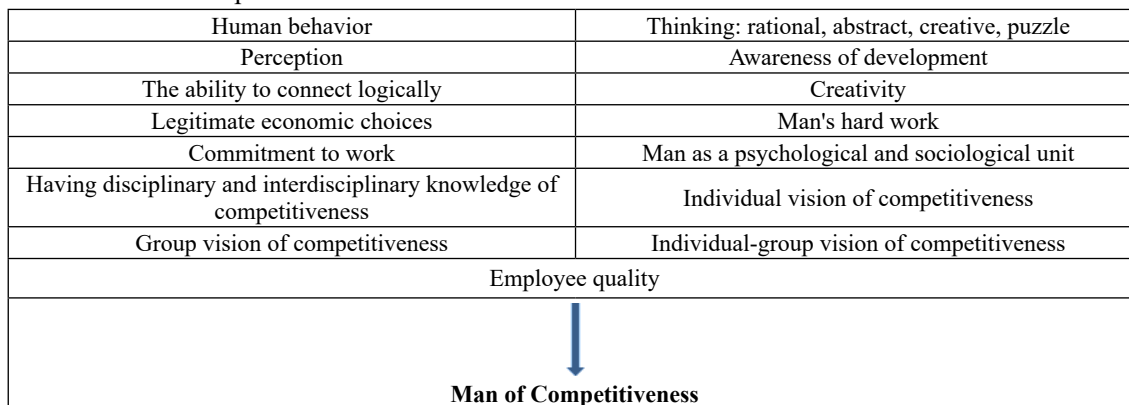 Human behavior
Thinking: rational, abstract, creative, puzzle
Perception
Awareness of development
The ability to connect logically
Creativity
Legitimate economic choices
Man's hard work
Commitment to work
Man as a psychological and sociological unit
Having disciplinary and interdisciplinary knowledge of
competitiveness
Individual vision of competitiveness
Group vision of competitiveness
Individual-group vision of competitiveness
Employee quality
Man of Competitiveness